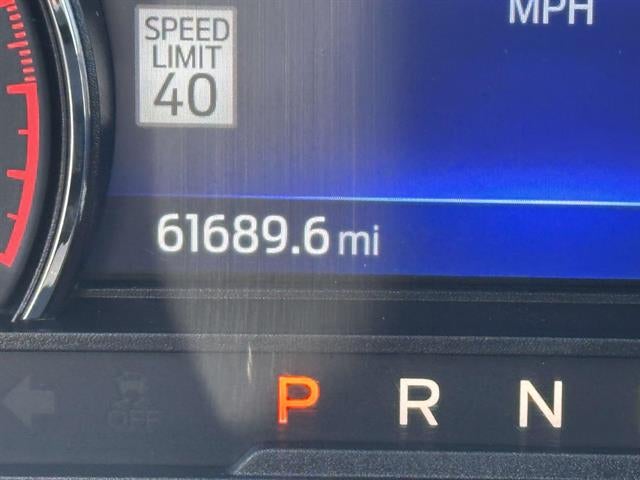 MPH
SPEED
LIMIT
40
61689.6 mi
OFF
P R N